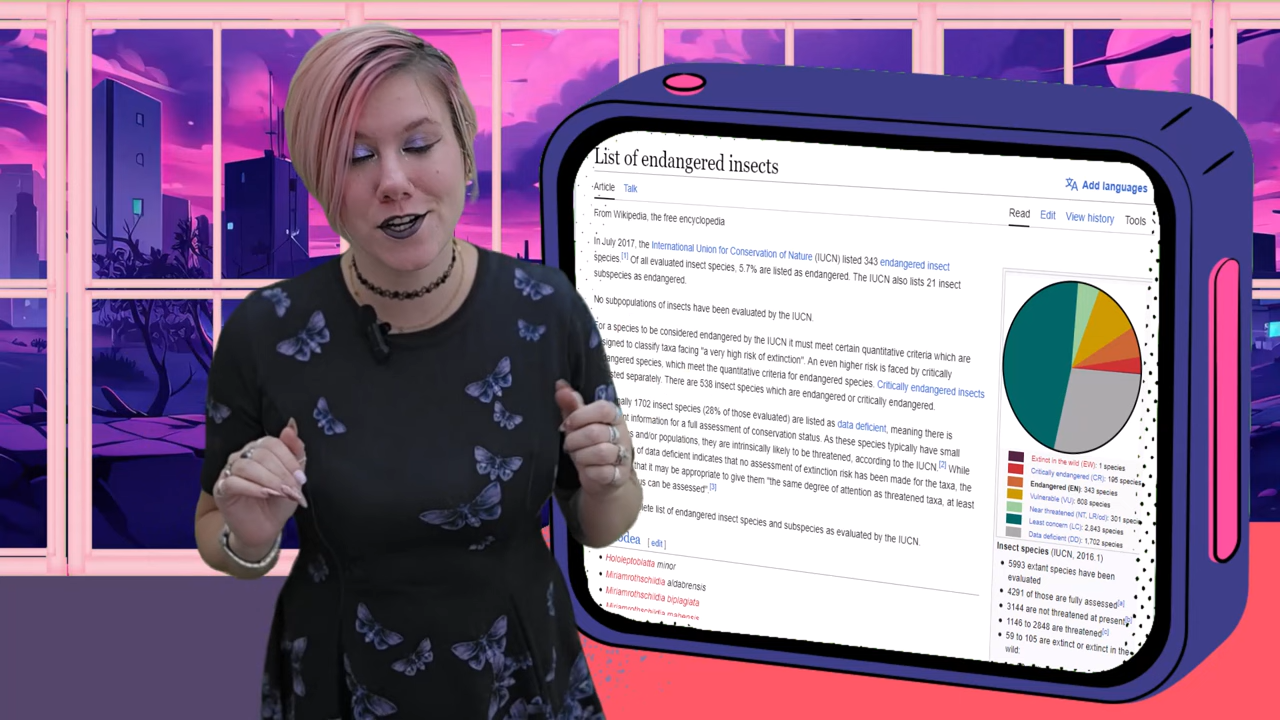 List of endangered insects
Add languages
Article Talk
Read Edit View history Tools
From Wikipedia, the free encyclopedia
In July 2017, the International Union for Conservation of Nature (IUCN) listed 343 endangered insect
species.[1] Of all evaluated insect species, 5.7% are listed as endangered. The IUCN also lists 21 insect
subspecies as endangered.
No subpopulations of insects have been evaluated by the IUCN.
For a species to be considered endangered by the IUCN it must meet certain quantitative criteria which are
to classify taxa facing "a very high risk of extinction". An even higher risk is faced by critically
species, which meet the quantitative criteria for endangered species. Critically endangered insects
separately. There are 538 insect species which are endangered or critically endangered.
1702 insect species (28% of those evaluated) are listed as data deficient, meaning there is
information for a full assessment of conservation status. As these species typically have small
and/or populations, they are intrinsically likely to be threatened, according to the IUCN.[2] While
of data deficient indicates that no assessment of extinction risk has been made for the taxa, the
that it may be appropriate to give them "the same degree of attention as threatened taxa, at least
can be assessed".[3]
list of endangered insect species and subspecies as evaluated by the IUCN.
[edit]
• Hololeptoblatta minor
• Miriamrothschildia aldabrensis
• Miriamrothschildia biplagiata
• Miriamrothschildia mahensis
Extinct in the wild (EW): 1 species
Critically endangered (CR): 195 species
Endangered (EN): 343 species
Vulnerable (VU): 608 species
Near threatened (NT, LR/cd): 301 species
Least concern (LC): 2,843 species
Data deficient (DD): 1,702 species
Insect species (IUCN, 2016.1)
• 5993 extant species have been
evaluated
• 4291 of those are fully assessed[a]
• 3144 are not threatened at present[b]
• 1146 to 2848 are threatened[c]
• 59 to 105 are extinct or extinct in the
wild: